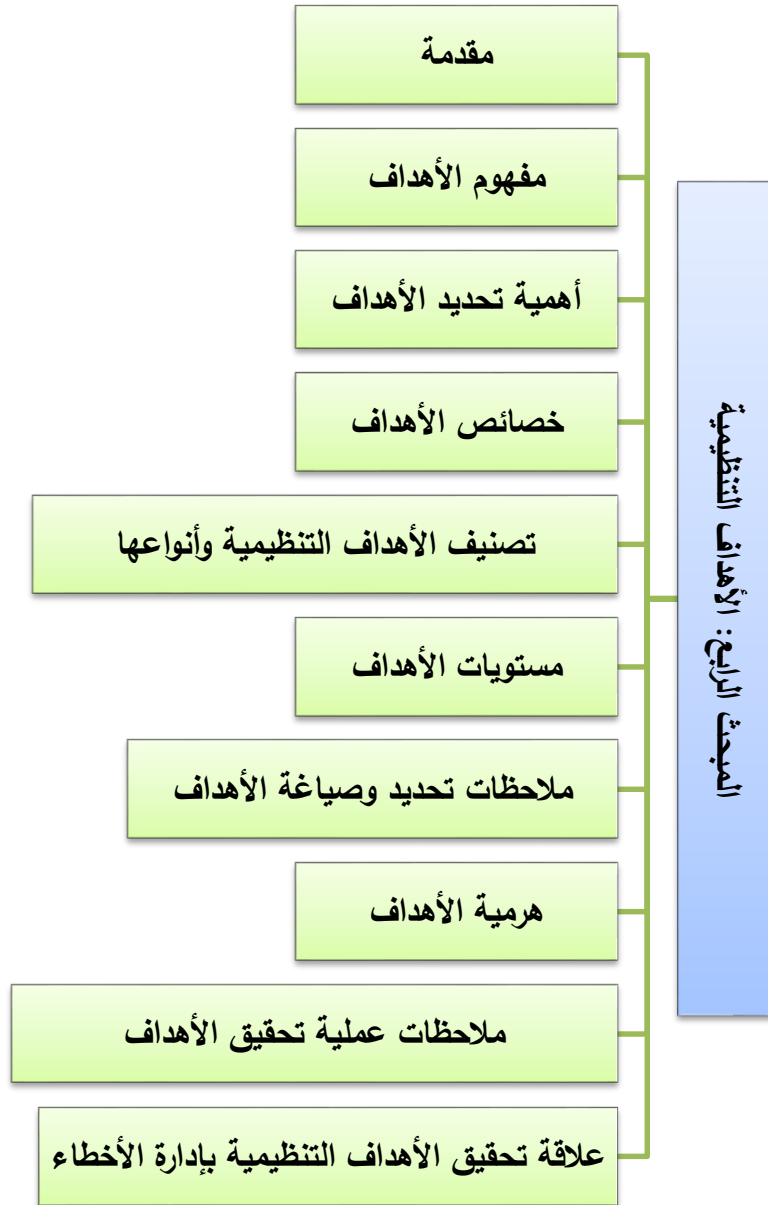 المبحث الرابع: الأهداف التنظيمية
مقدمة
مفهوم الأهداف
أهمية تحديد الأهداف
خصائص الأهداف
تصنيف الأهداف التنظيمية وأنواعها
مستويات الأهداف
ملاحظات تحديد وصياغة الأهداف
هرمية الأهداف
ملاحظات عملية تحقيق الأهداف
علاقة تحقيق الأهداف التنظيمية بإدارة الأخطاء